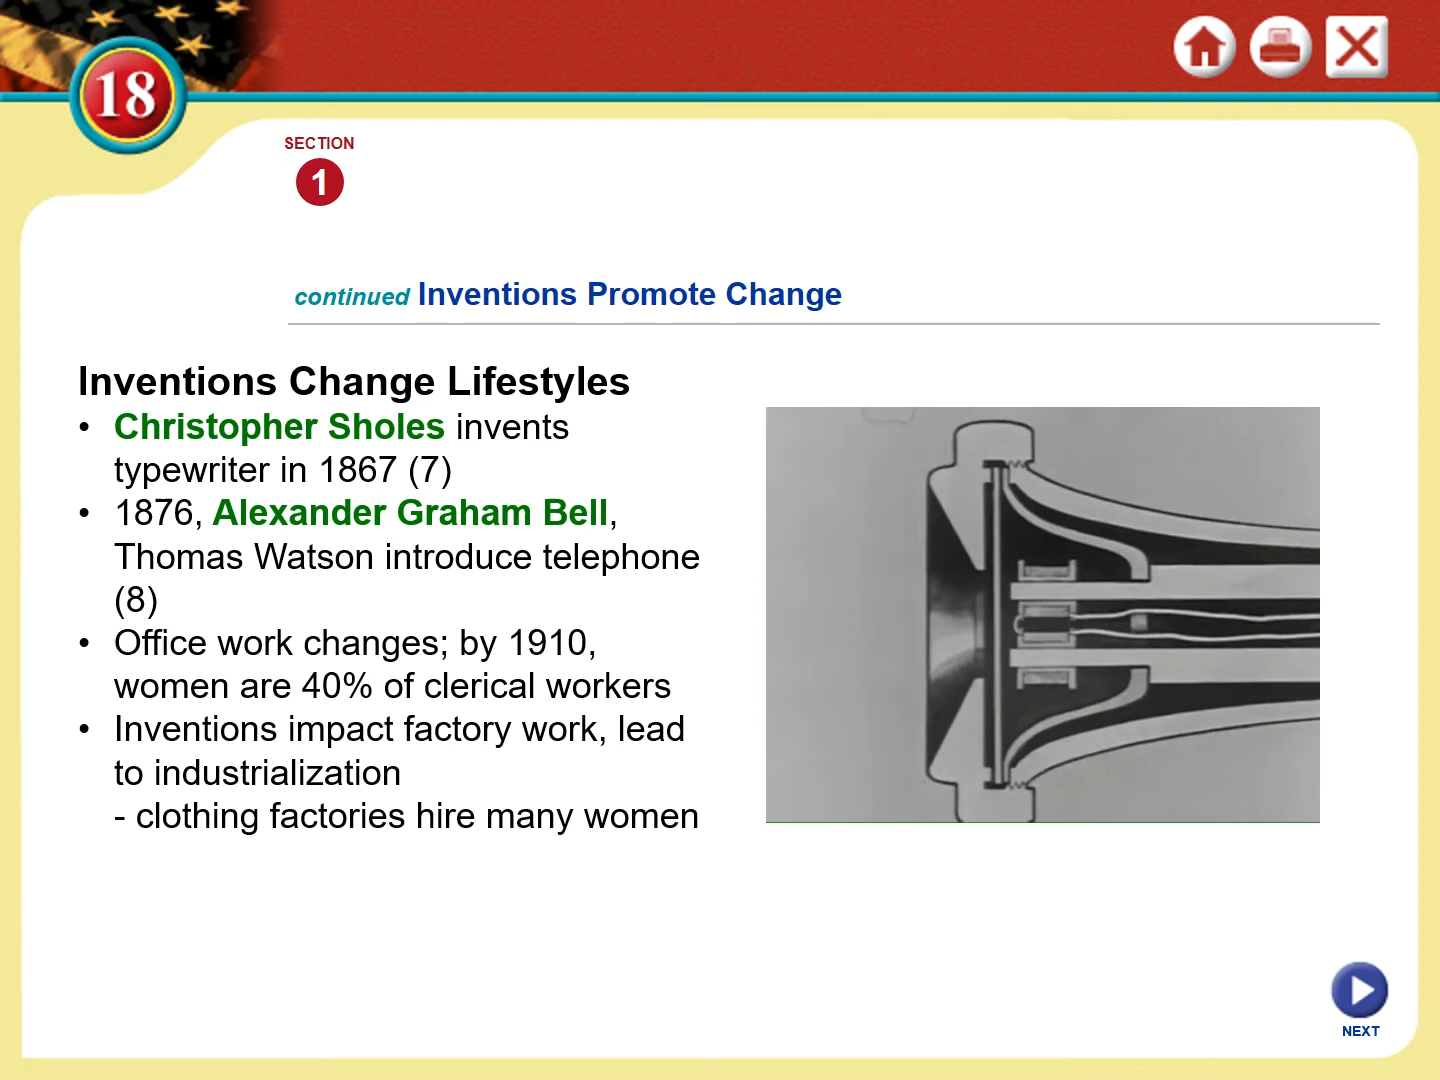 18
SECTION
1
continued Inventions Promote Change
Inventions Change Lifestyles
• Christopher Sholes invents
typewriter in 1867 (7)
• 1876, Alexander Graham Bell,
Thomas Watson introduce telephone
(8)
• Office work changes; by 1910,
women are 40% of clerical workers
• Inventions impact factory work, lead
to industrialization
- clothing factories hire many women
NEXT